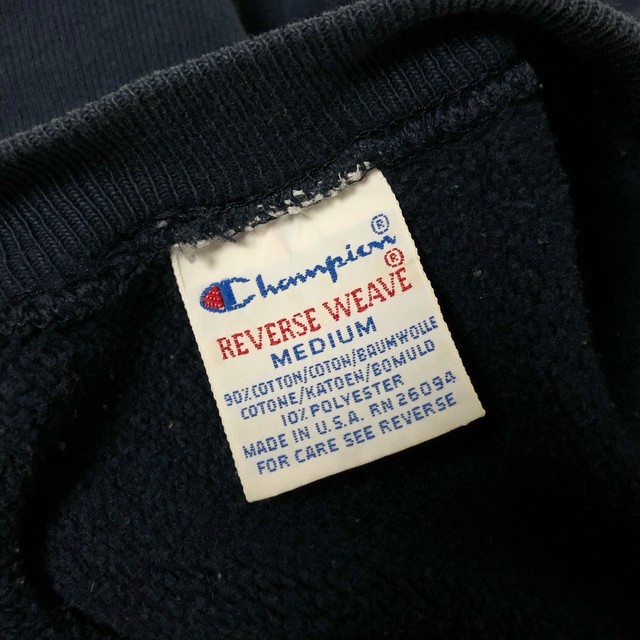 Champion®
REVERSE WEAVE®
MEDIUM
90% COTTON/COTON/BAUMWOLLE
COTONE/KATOEN/BOMULD
10% POLYESTER
MADE IN U.S.A. RN 26094
FOR CARE SEE REVERSE